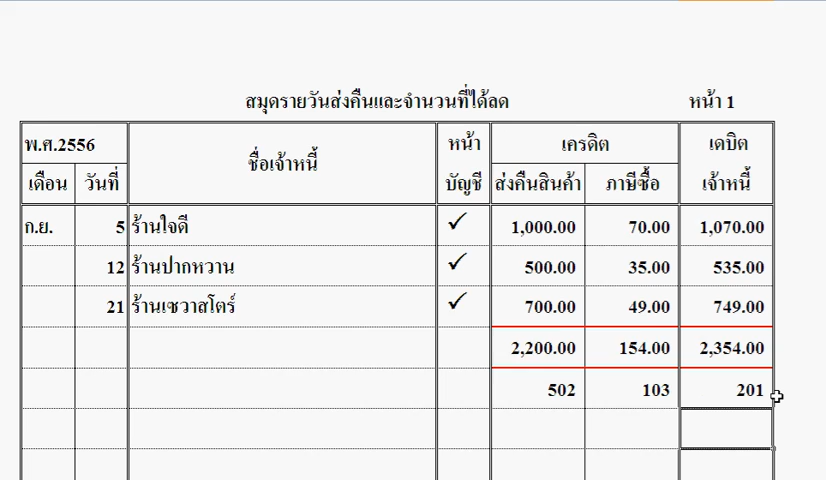 สมุดรายวันส่งคืนและจำนวนที่ได้ลด หน้า 1
พ.ศ.2556 ชื่อเจ้าหนี้ หน้า เครดิต เดบิต
เดือน วันที่ บัญชี ส่งคืนสินค้า ภาษีซื้อ เจ้าหนี้
ก.ย. 5 ร้านใจดี ✓ 1,000.00 70.00 1,070.00
12 ร้านปากหวาน ✓ 500.00 35.00 535.00
21 ร้านเชวาสโตร์ ✓ 700.00 49.00 749.00
2,200.00 154.00 2,354.00
502 103 201